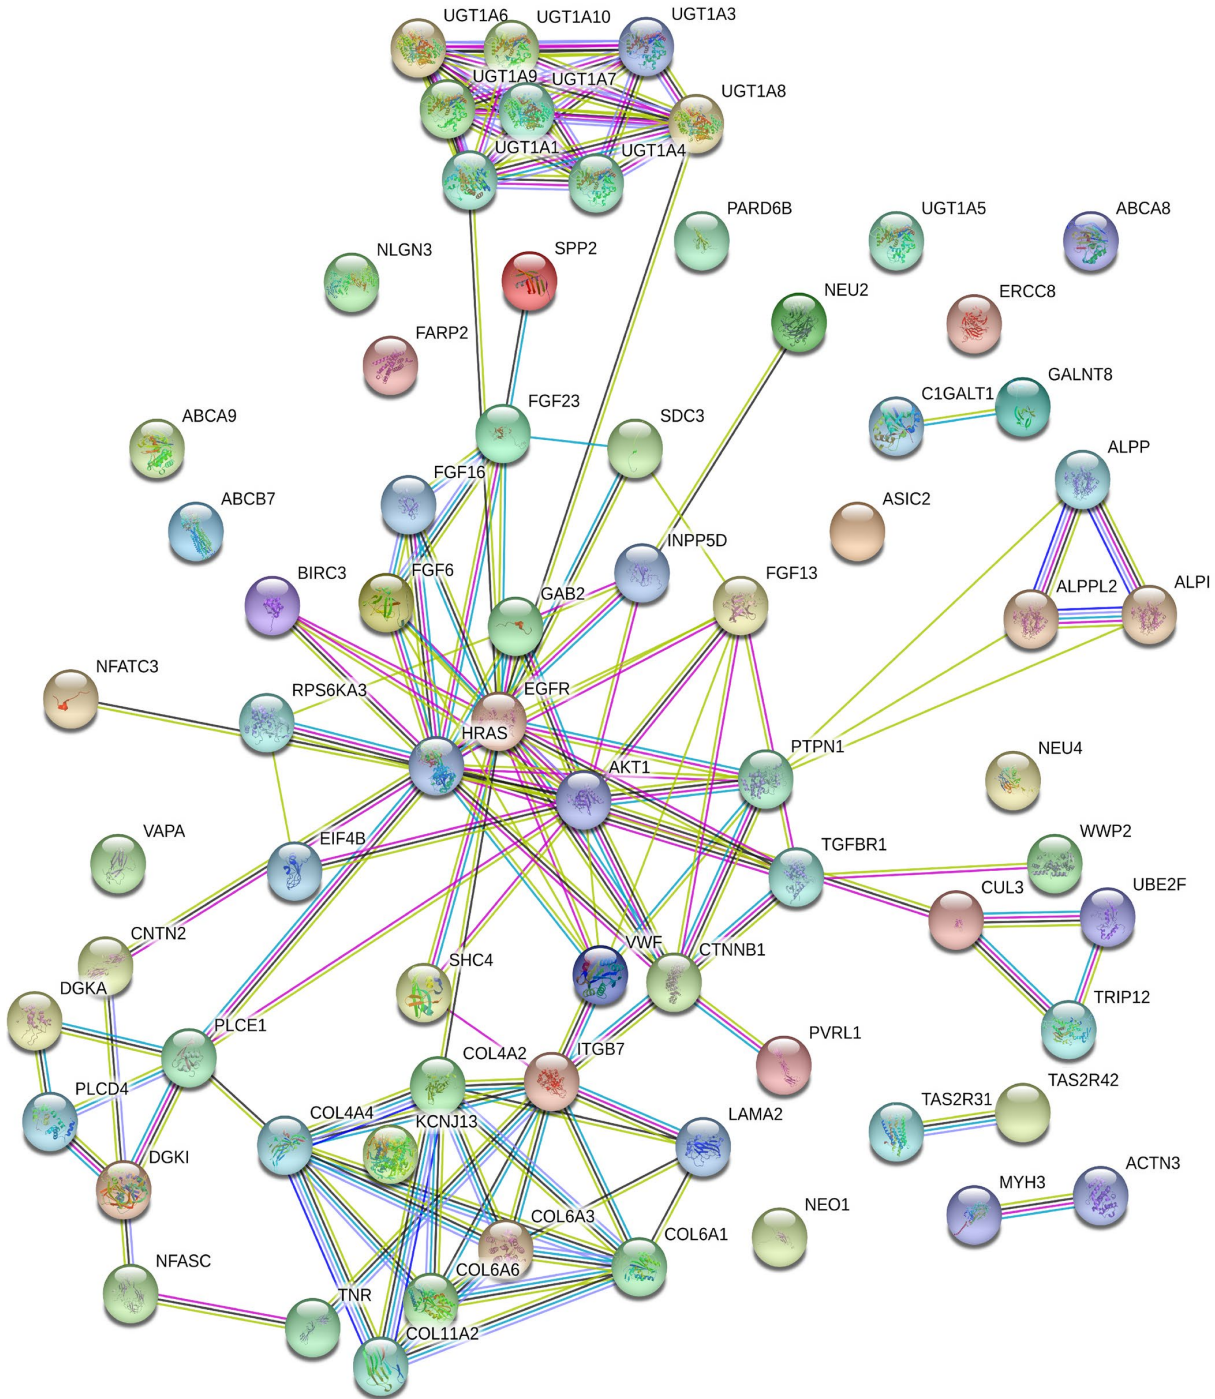 UGT1A6
UGT1A10
UGT1A3
UGT1A9
UGT1A7
UGT1A8
UGT1A1
UGT1A4
PARD6B
UGT1A5
ABCA8
NLGN3
SPP2
NEU2
ERCC8
FARP2
GALNT8
C1GALT1
FGF23
SDC3
ABCA9
ALPP
FGF16
ASIC2
ABCB7
INPP5D
BIRC3
FGF6
FGF13
ALPPL2
ALPI
GAB2
NFATC3
RPS6KA3
EGFR
HRAS
PTPN1
NEU4
AKT1
VAPA
EIF4B
TGFBR1
WWP2
CUL3
UBE2F
CNTN2
VWF
CTNNB1
SHC4
DGKA
TRIP12
PLCE1
PVRL1
COL4A2
ITGB7
TAS2R42
PLCD4
COL4A4
KCNJ13
LAMA2
TAS2R31
DGKI
ACTN3
MYH3
NEO1
COL6A3
COL6A1
NFASC
COL6A6
TNR
COL11A2